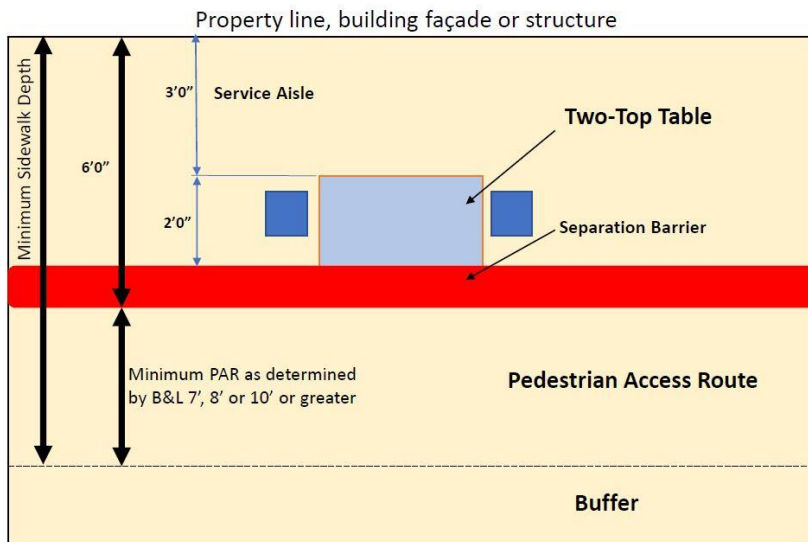 Property line, building façade or structure
Minimum Sidewalk Depth
3’0”
Service Aisle
Two-Top Table
6’0”
2’0”
Separation Barrier
Minimum PAR as determined
by B&L 7’, 8’ or 10’ or greater
Pedestrian Access Route
Buffer